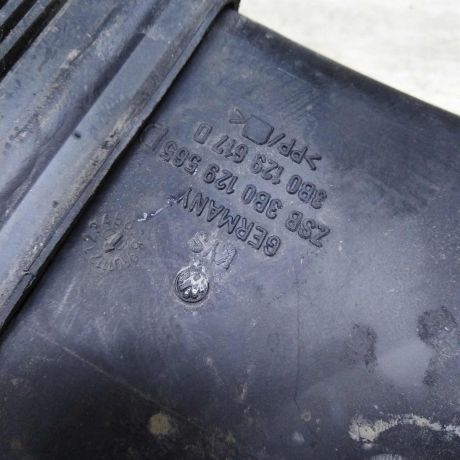 >PP/E<
3B0 129 617 D
ZSB 3B0 129 565 D
GERMANY